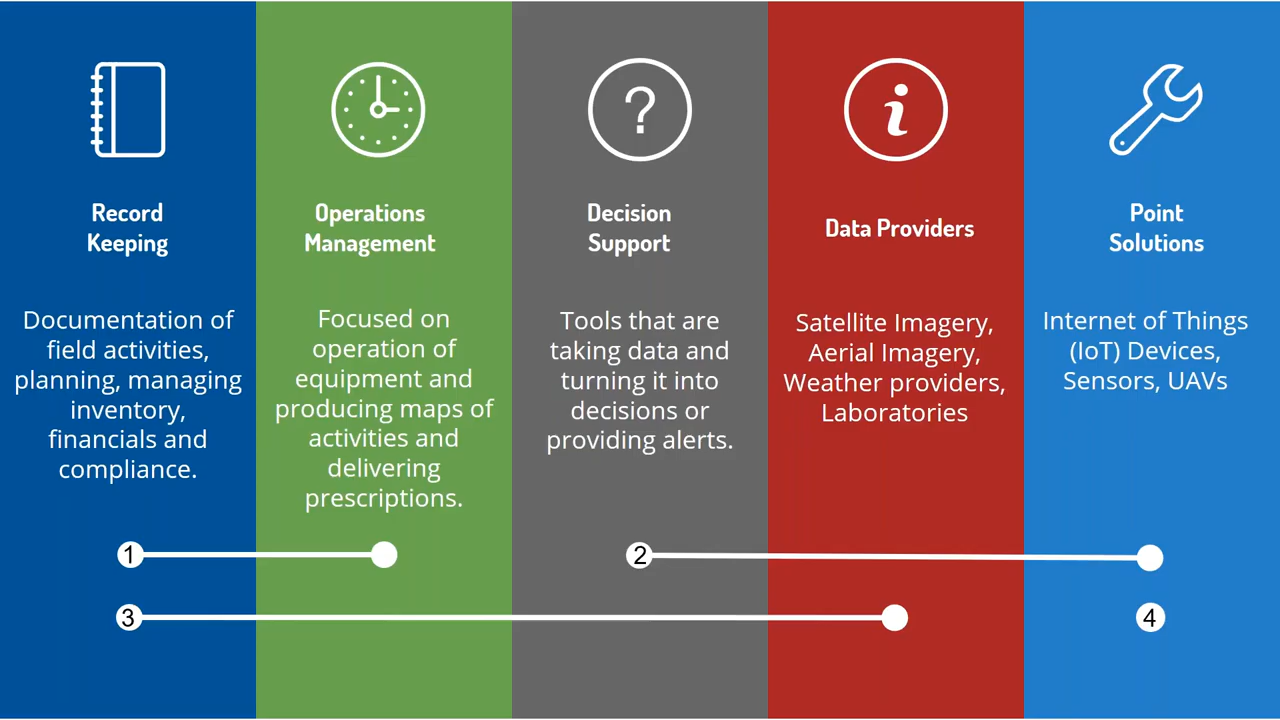 Record
Keeping
Documentation of
field activities,
planning, managing
inventory,
financials and
compliance.
Operations
Management
Focused on
operation of
equipment and
producing maps of
activities and
delivering
prescriptions.
?
Decision
Support
Tools that are
taking data and
turning it into
decisions or
providing alerts.
i
Data Providers
Satellite Imagery,
Aerial Imagery,
Weather providers,
Laboratories
Point
Solutions
Internet of Things
(IoT) Devices,
Sensors, UAVs
1
2
3
4